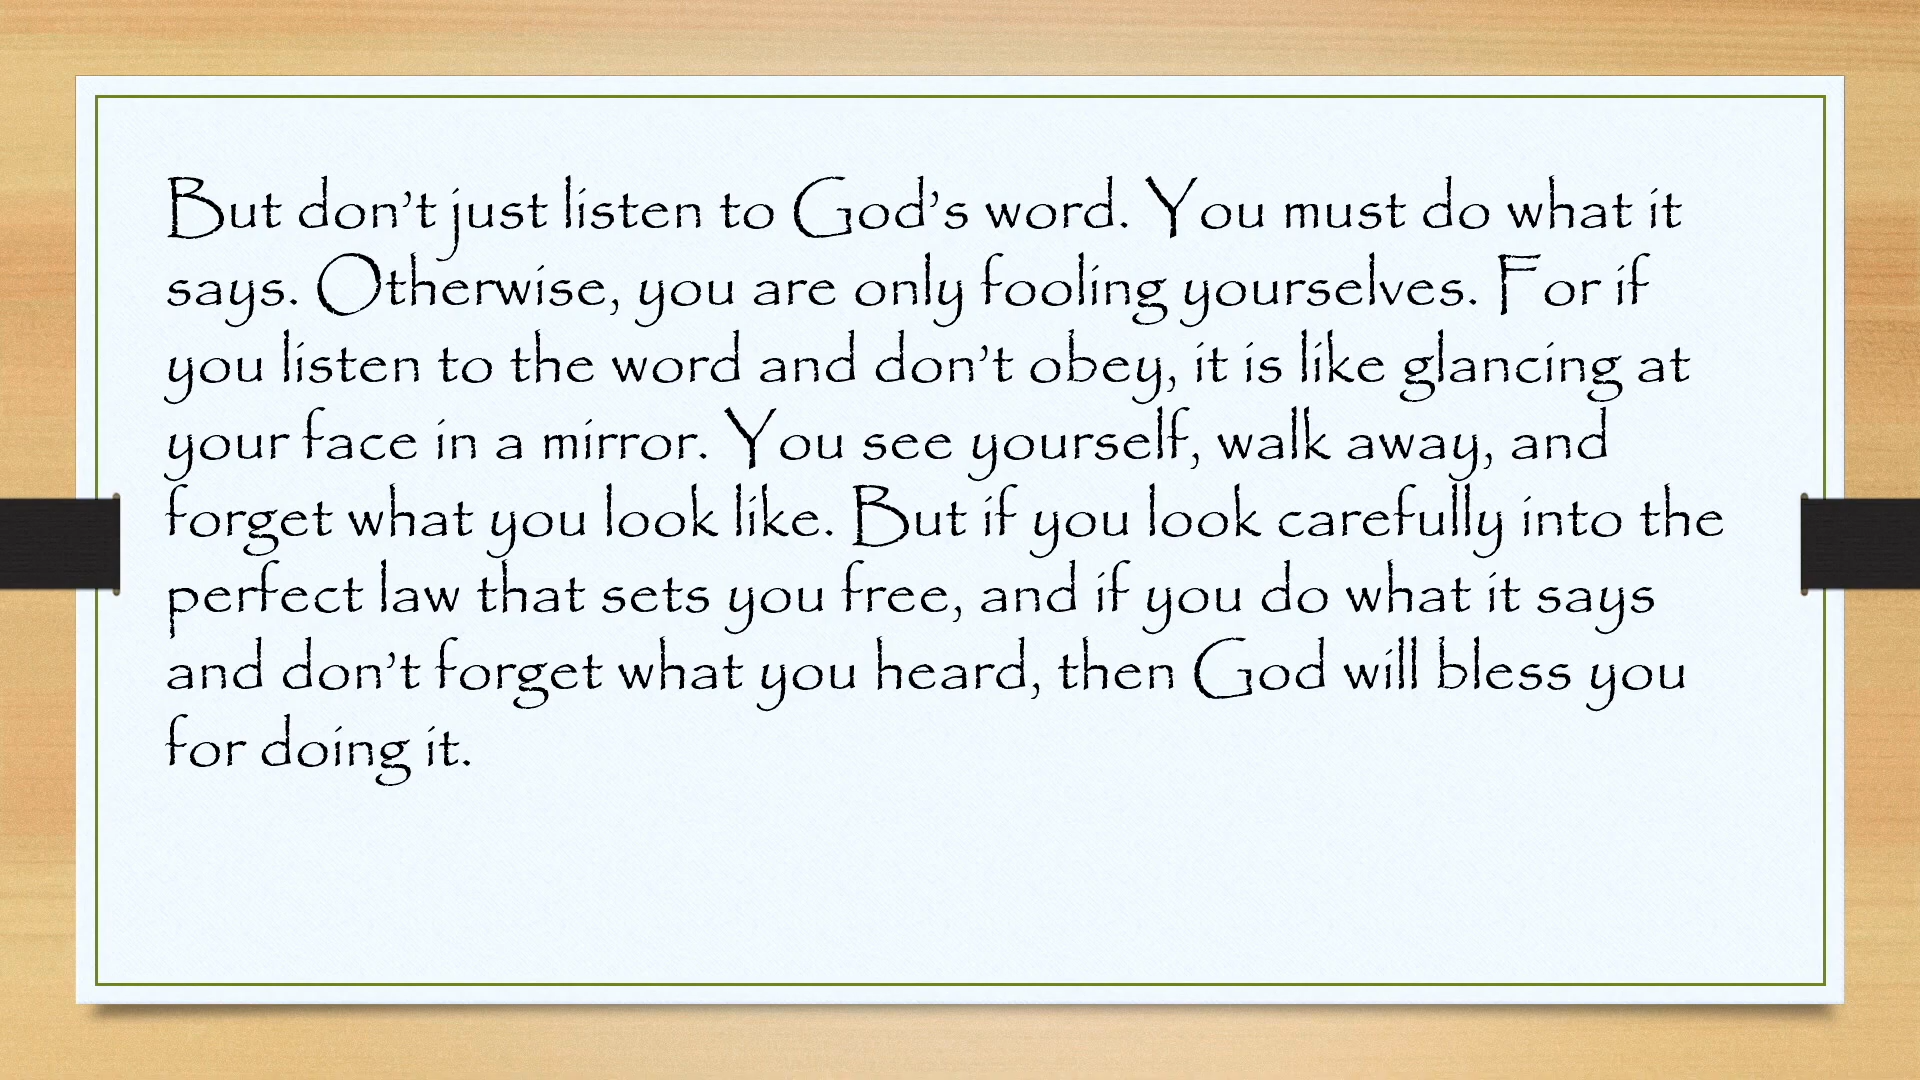 But don’t just listen to God’s word. You must do what it
says. Otherwise, you are only fooling yourselves. For if
you listen to the word and don’t obey, it is like glancing at
your face in a mirror. You see yourself, walk away, and
forget what you look like. But if you look carefully into the
perfect law that sets you free, and if you do what it says
and don’t forget what you heard, then God will bless you
for doing it.